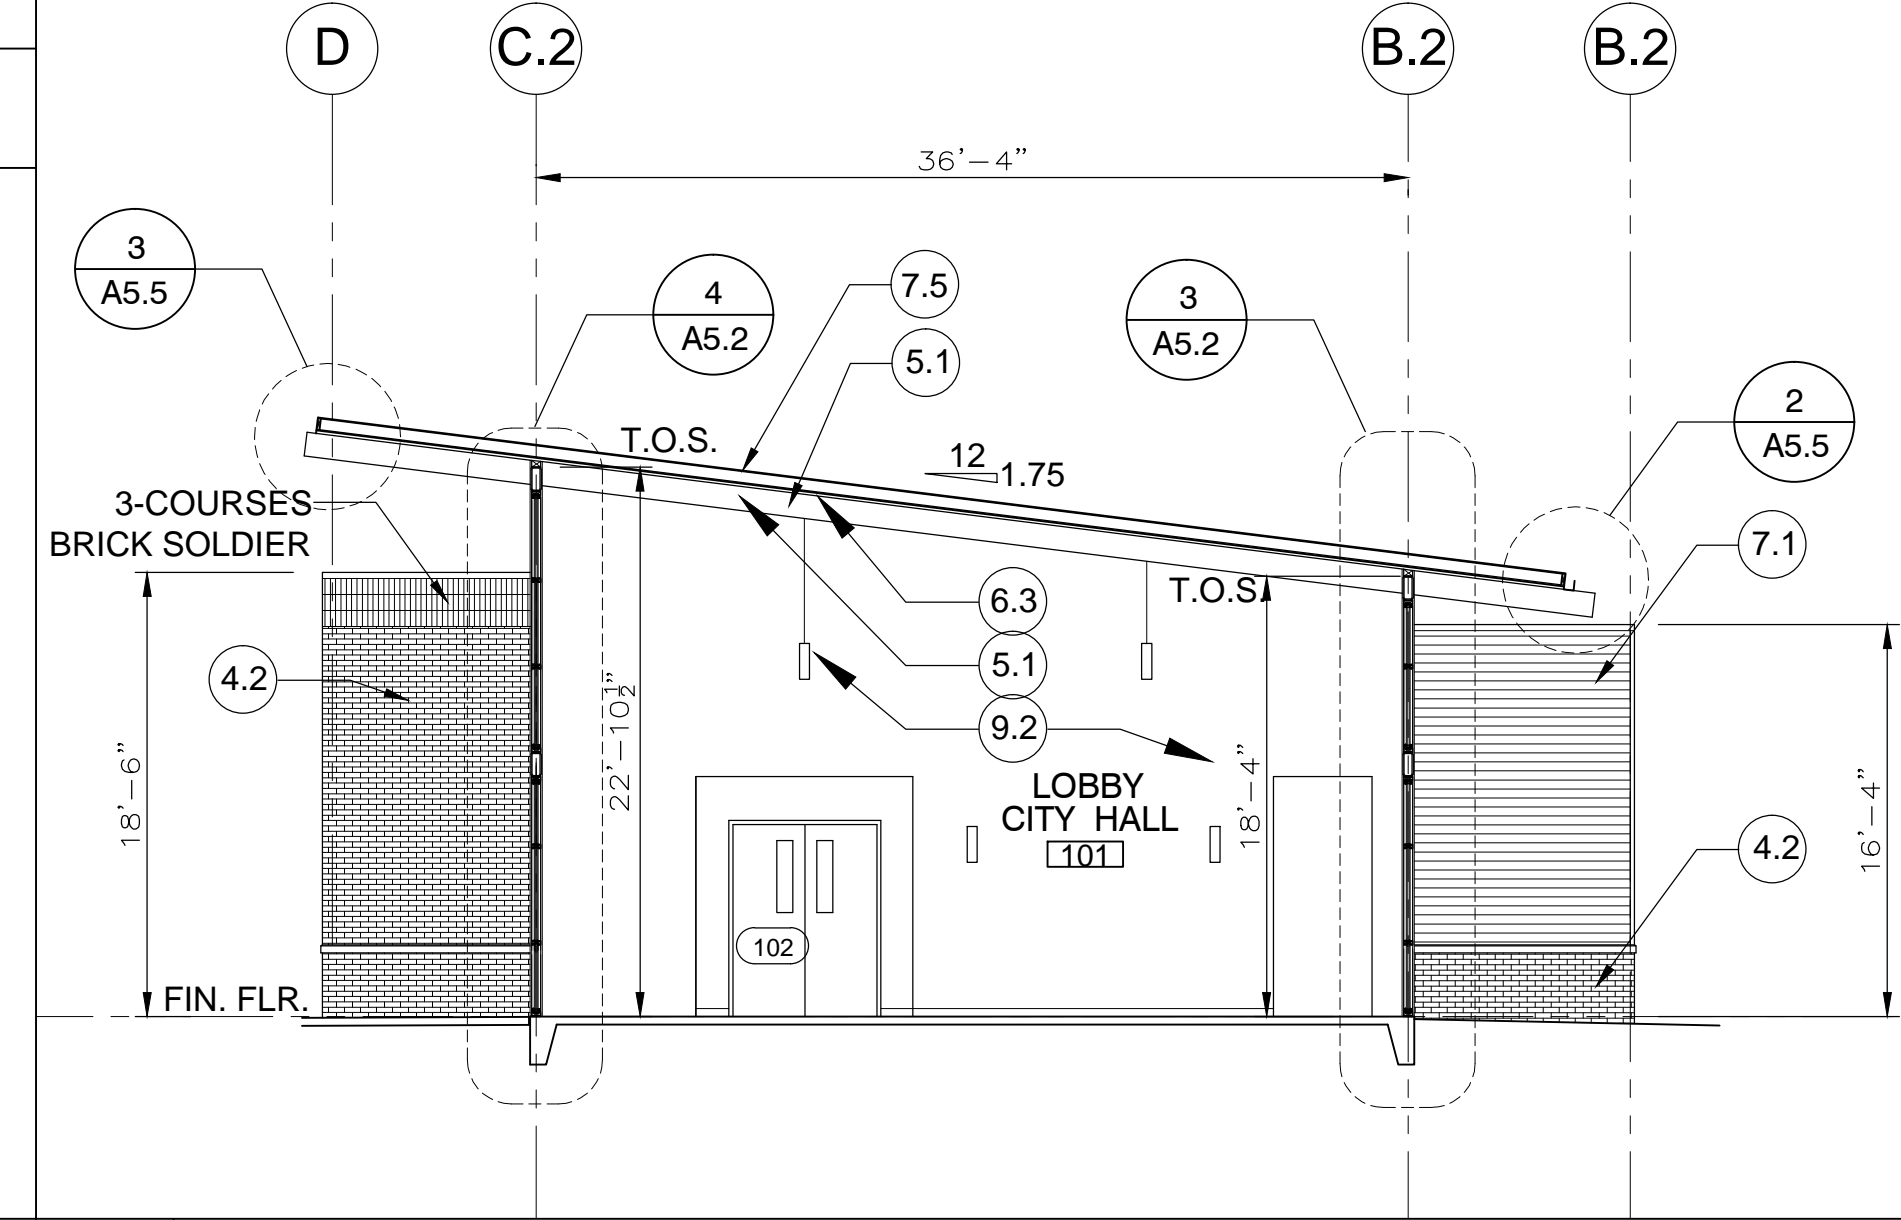 D
C.2
B.2
B.2
36'-4"
3
A5.5
4
A5.2
7.5
5.1
3
A5.2
2
A5.5
T.O.S.
12
1.75
3-COURSES
BRICK SOLDIER
7.1
6.3
T.O.S.
4.2
5.1
9.2
18'-6"
22'-10 1/2"
18'-4"
16'-4"
LOBBY
CITY HALL
101
4.2
102
FIN. FLR.